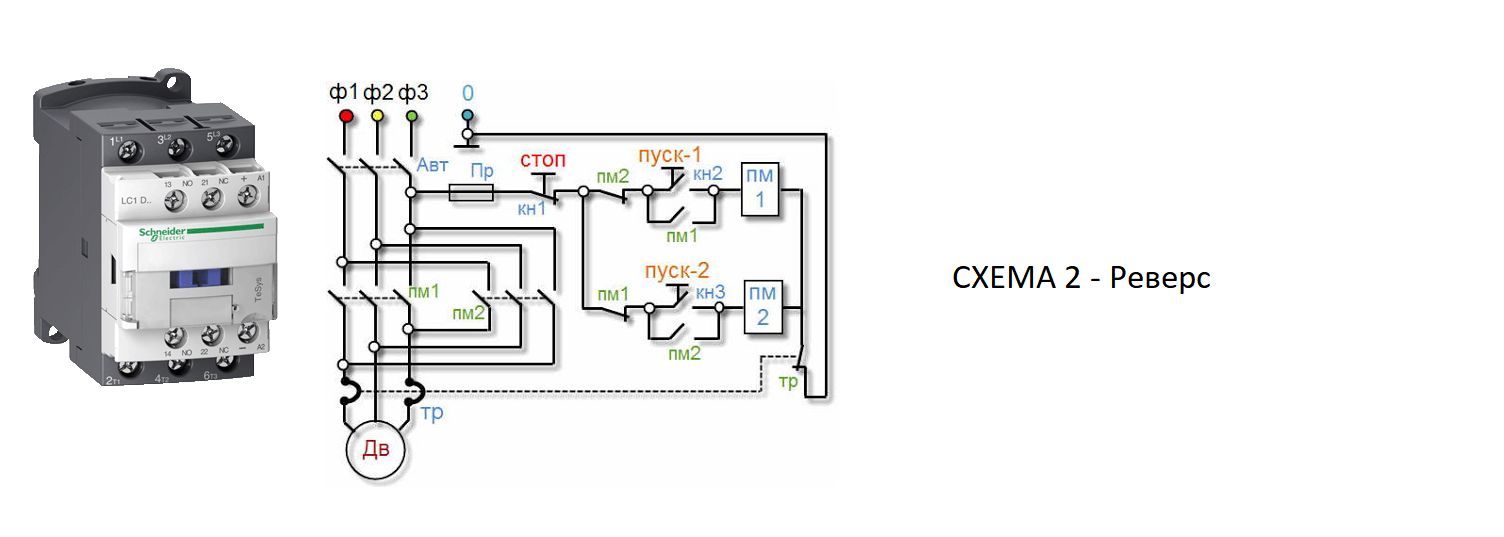 1L1 3L2 5L3
13 NO 21 NC + A1
LC1 D..
Schneider
Electric
TeSys
14 NO 22 NC − A2
2T1 4T2 6T3
ф1 ф2 ф3 0
Авт
Пр
стоп
кн1
пм2
пуск-1
кн2
пм
1
пм1
пм1
пм2
пм1
пуск-2
кн3
пм
2
пм2
тр
тр
Дв
СХЕМА 2 - Реверс